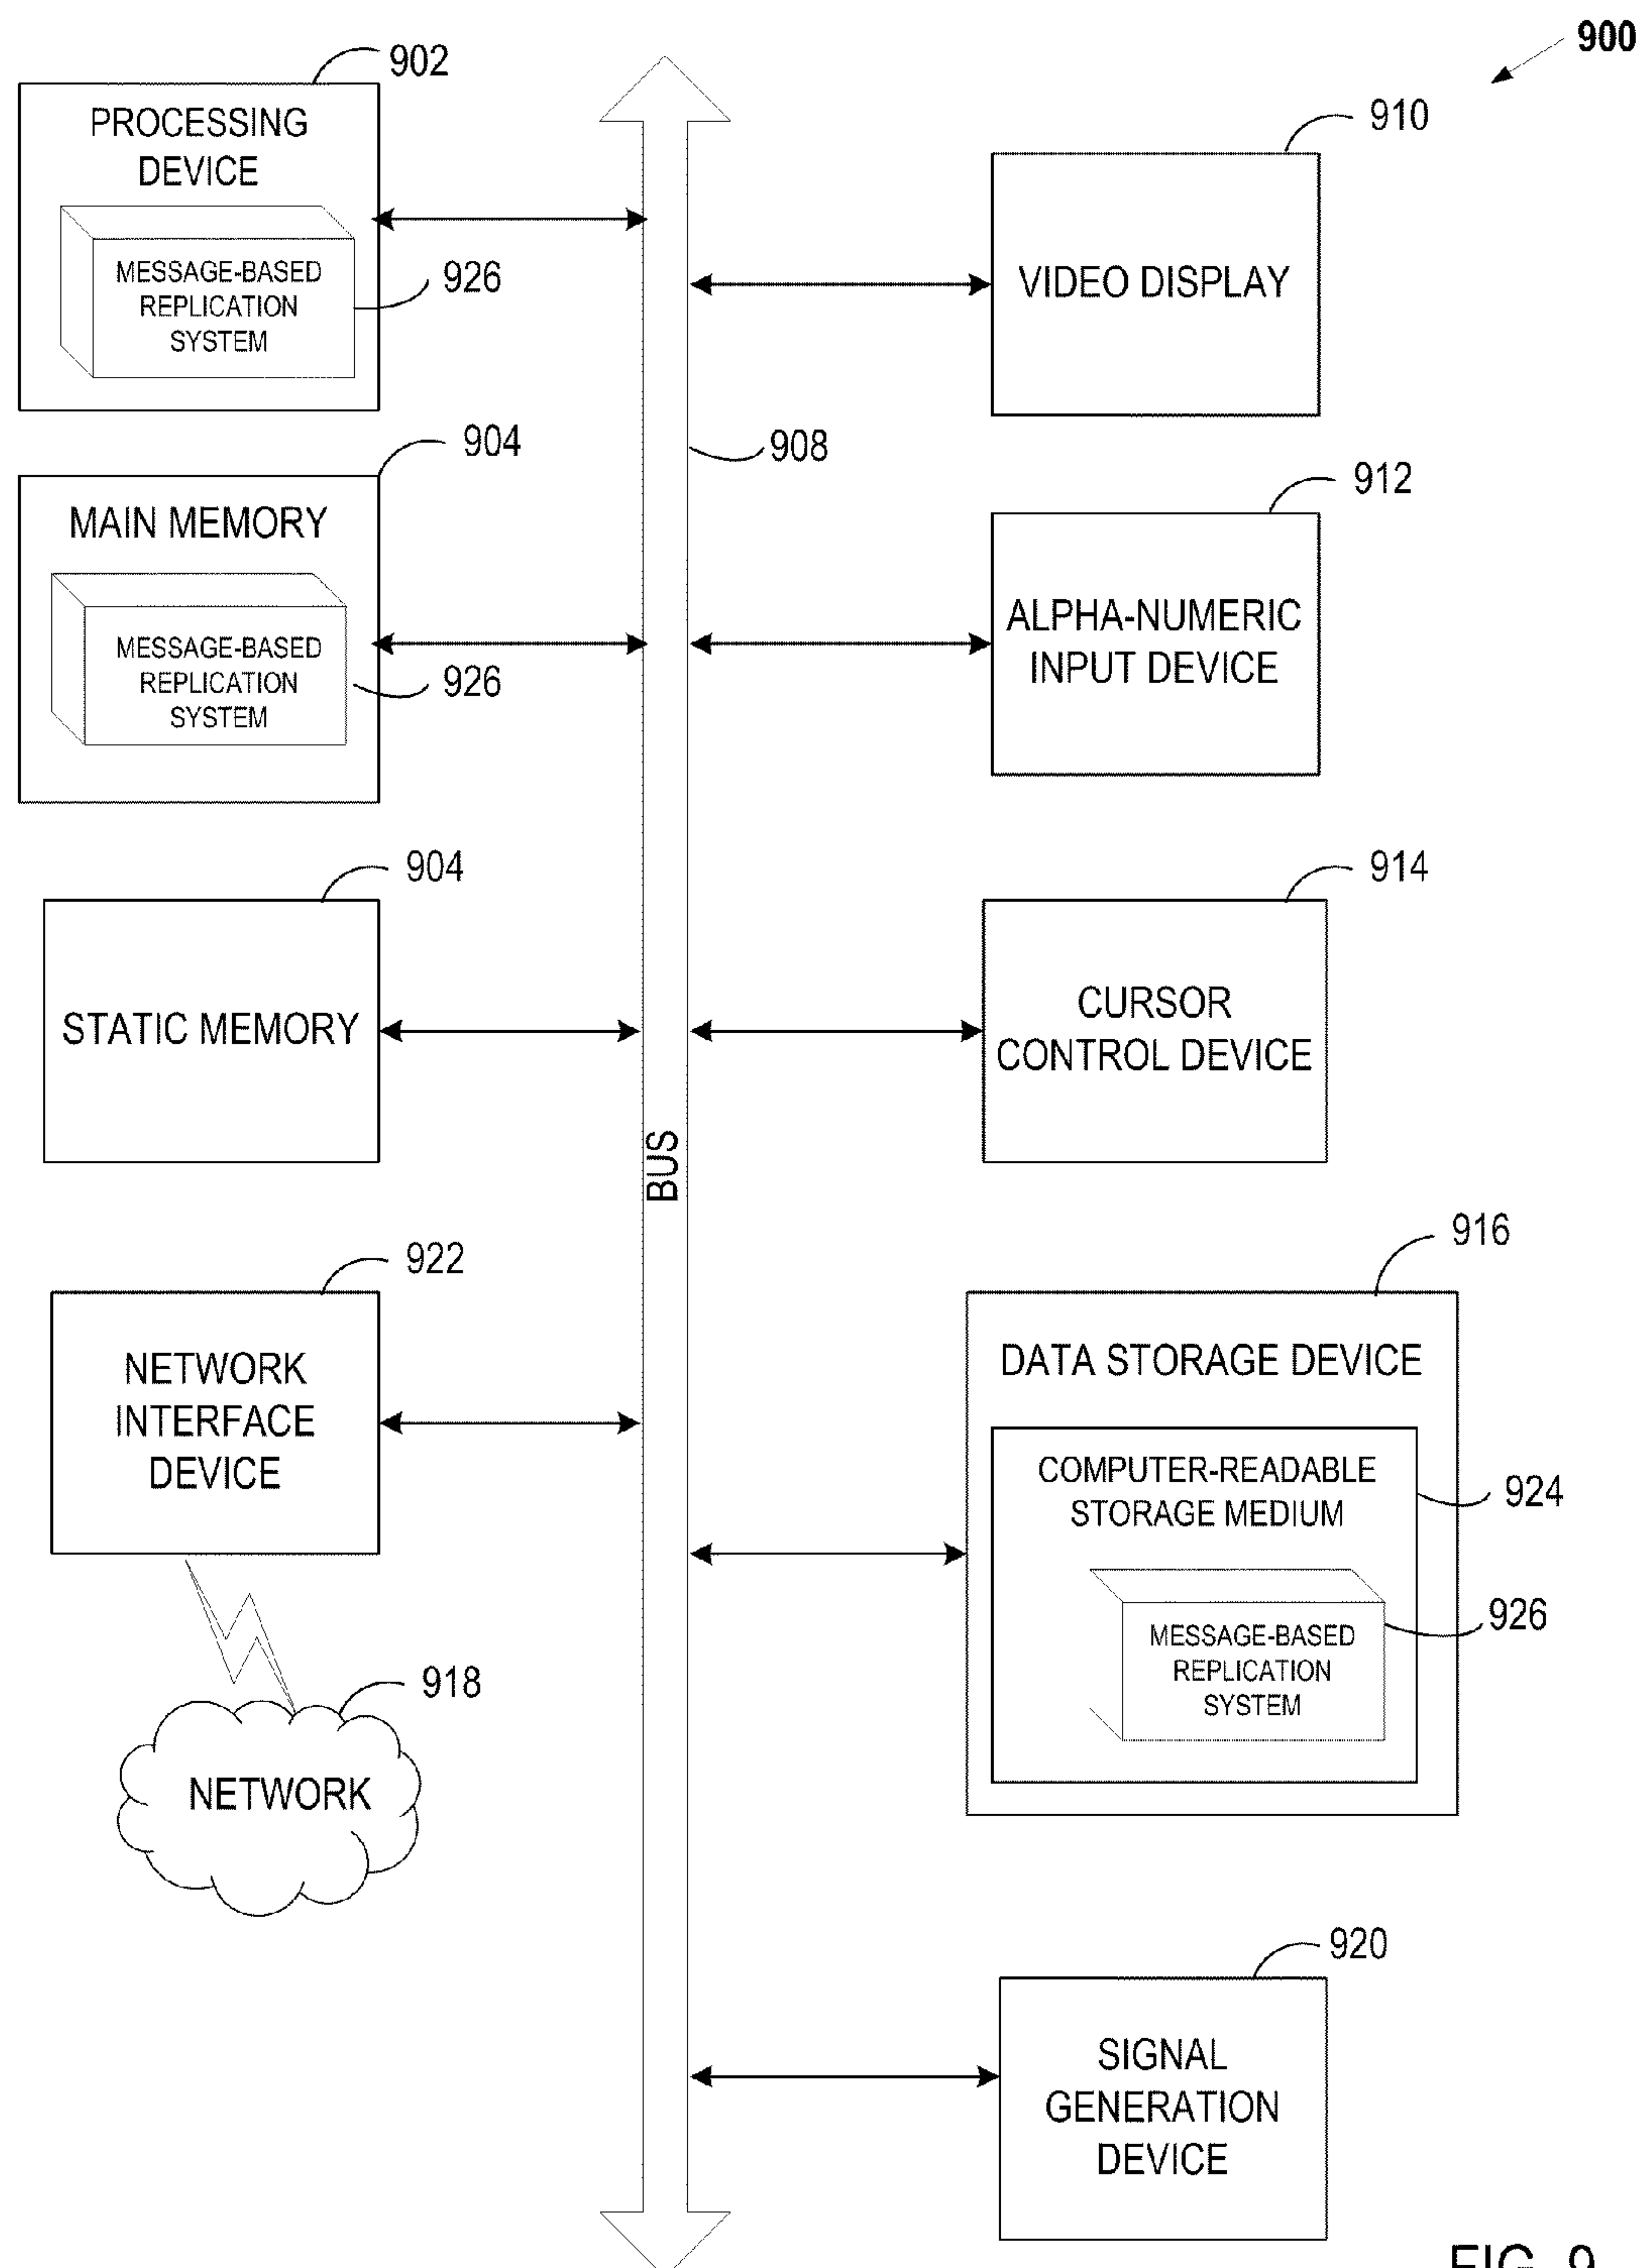 900
902
PROCESSING
DEVICE
MESSAGE-BASED
REPLICATION
SYSTEM
926
904
MAIN MEMORY
MESSAGE-BASED
REPLICATION
SYSTEM
926
904
STATIC MEMORY
922
NETWORK
INTERFACE
DEVICE
918
NETWORK
908
BUS
910
VIDEO DISPLAY
912
ALPHA-NUMERIC
INPUT DEVICE
914
CURSOR
CONTROL DEVICE
916
DATA STORAGE DEVICE
COMPUTER-READABLE
STORAGE MEDIUM
924
MESSAGE-BASED
REPLICATION
SYSTEM
926
920
SIGNAL
GENERATION
DEVICE
FIG. 9